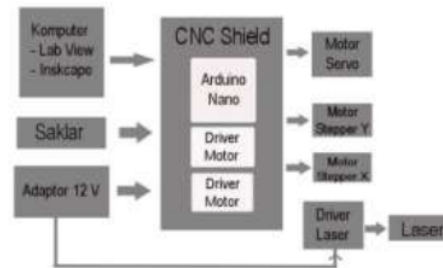 Komputer
- Lab View
- Inskcape
Saklar
Adaptor 12 V
CNC Shield
Arduino
Nano
Driver
Motor
Driver
Motor
Motor
Servo
Motor
Stepper Y
Motor
Stepper X
Driver
Laser
Laser